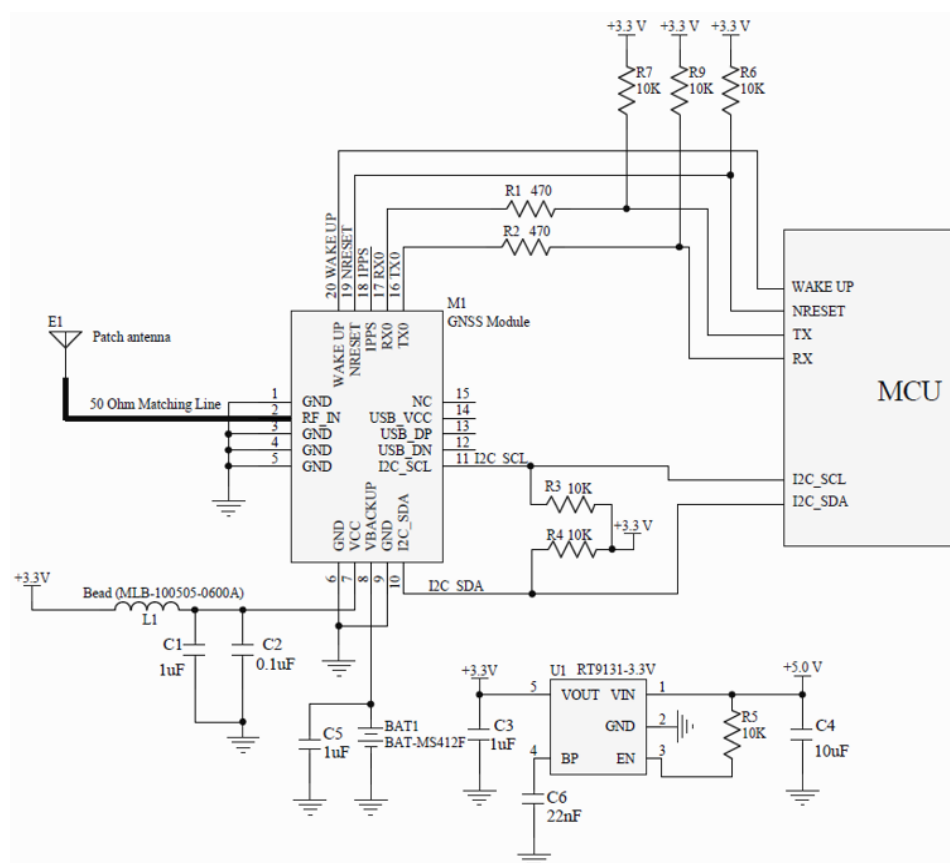 +3.3 V +3.3 V +3.3 V
R7 10K
R9 10K
R6 10K
R1 470
R2 470
20 WAKE UP
19 NRESET
18 1PPS
17 RX0
16 TX0
M1
GNSS Module
E1
Patch antenna
50 Ohm Matching Line
WAKE UP
NRESET
1PPS
RX0
TX0
1 GND
2 RF_IN
3 GND
4 GND
5 GND
NC 15
USB_VCC 14
USB_DP 13
USB_DN 12
I2C_SCL 11 I2C_SCL
GND
VCC
VBACKUP
GND
I2C_SDA
6
7
8
9
10
I2C_SDA
WAKE UP
NRESET
TX
RX
MCU
I2C_SCL
I2C_SDA
R3 10K
R4 10K
+3.3 V
+3.3V
Bead (MLB-100505-0600A)
L1
C1
1uF
C2
0.1uF
C5
1uF
BAT1
BAT-MS412F
+3.3V
C3
1uF
U1 RT9131-3.3V
5 VOUT VIN 1
GND 2
4 BP EN 3
C6
22nF
R5
10K
+5.0 V
C4
10uF